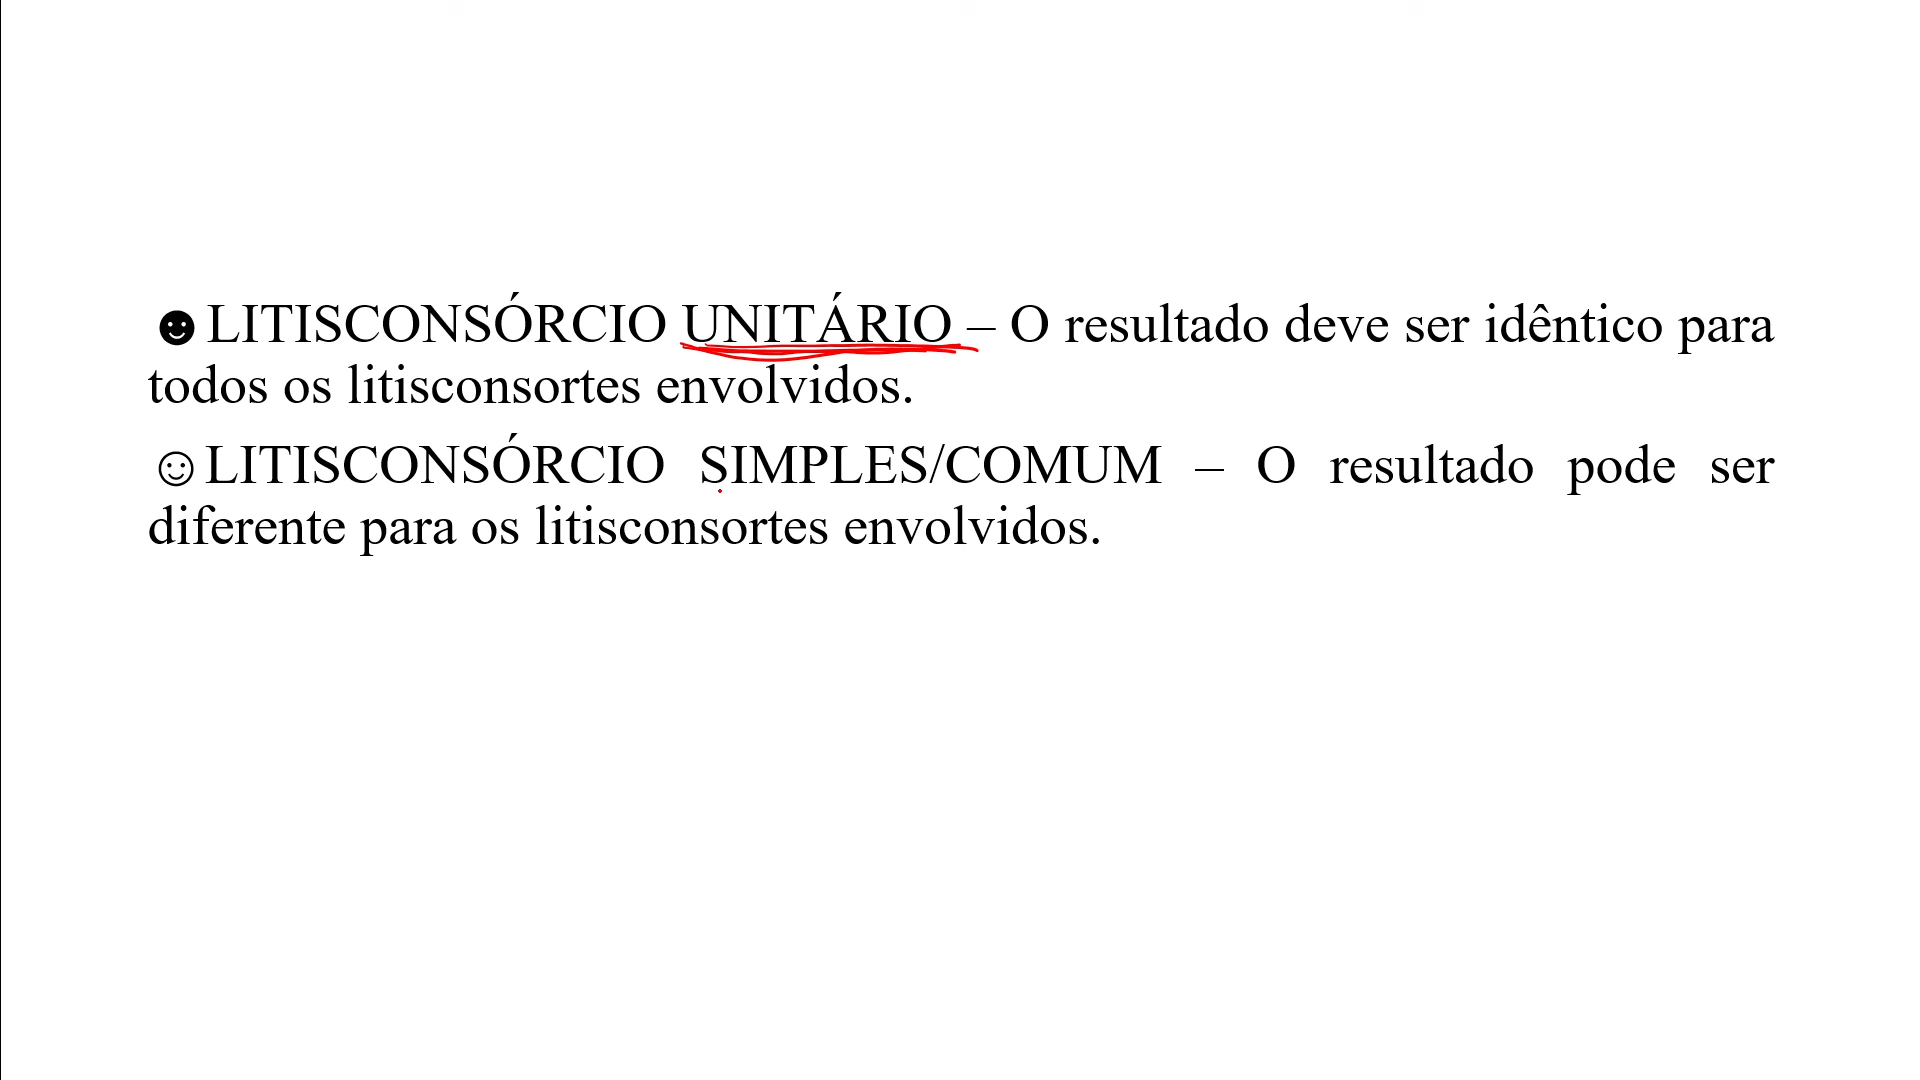 ☻LITISCONSÓRCIO UNITÁRIO – O resultado deve ser idêntico para
todos os litisconsortes envolvidos.
☺LITISCONSÓRCIO SIMPLES/COMUM – O resultado pode ser
diferente para os litisconsortes envolvidos.